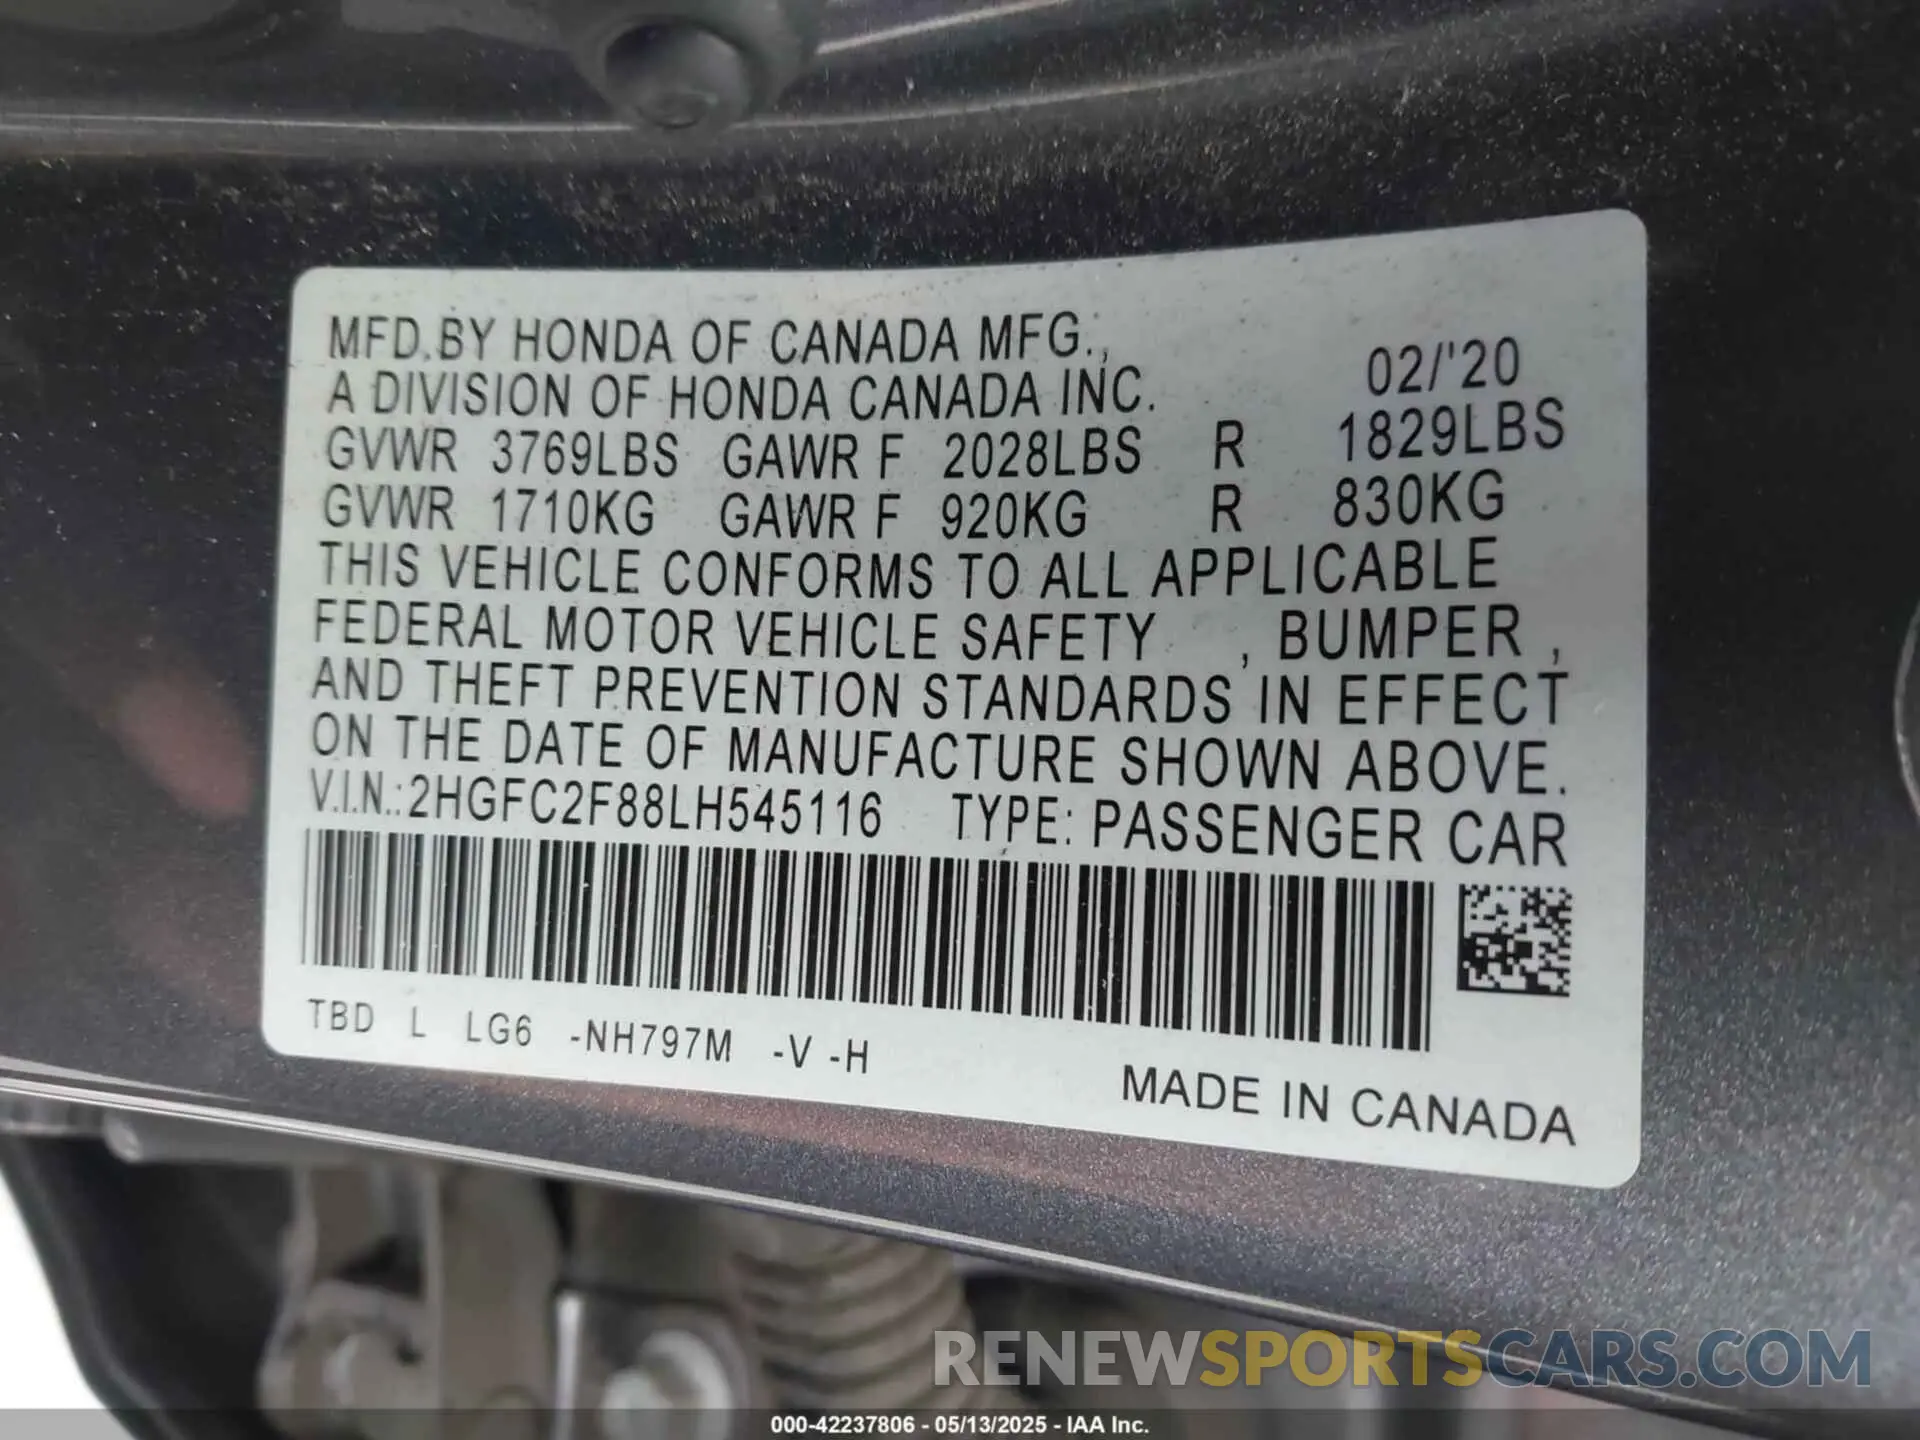 MFD.BY HONDA OF CANADA MFG.,
A DIVISION OF HONDA CANADA INC. 02/'20
GVWR 3769LBS GAWR F 2028LBS R 1829LBS
GVWR 1710KG GAWR F 920KG R 830KG
THIS VEHICLE CONFORMS TO ALL APPLICABLE
FEDERAL MOTOR VEHICLE SAFETY , BUMPER ,
AND THEFT PREVENTION STANDARDS IN EFFECT
ON THE DATE OF MANUFACTURE SHOWN ABOVE.
V.I.N.:2HGFC2F88LH545116 TYPE: PASSENGER CAR
TBD L LG6 -NH797M -V -H
MADE IN CANADA
RENEWSPORTSCARS.COM
000-42237806 - 05/13/2025 - IAA Inc.